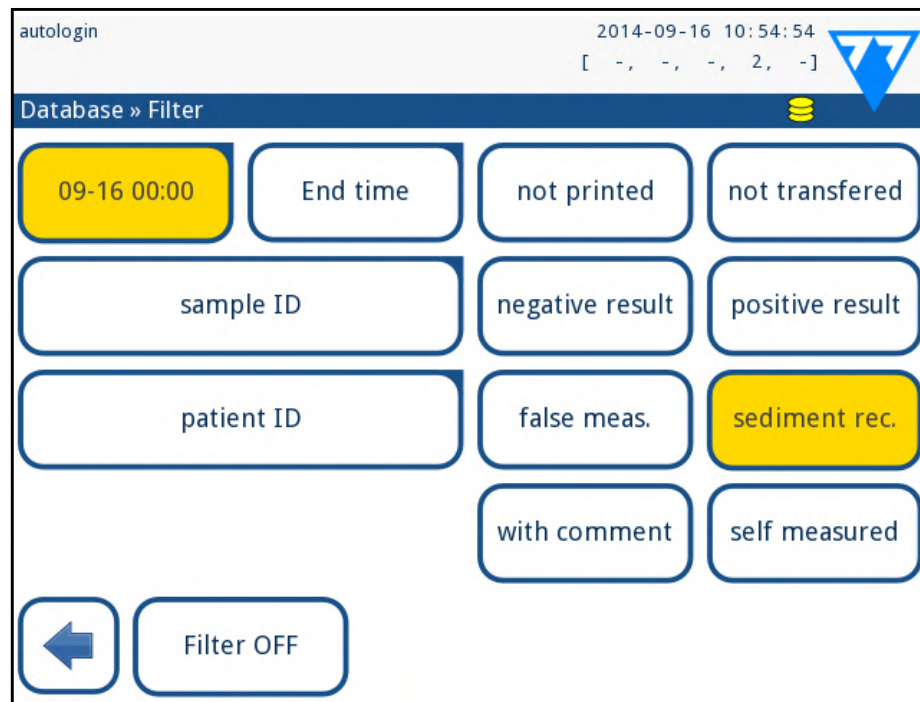 autologin 2014-09-16 10:54:54
[ -, -, -, 2, -]
Database » Filter
09-16 00:00 End time not printed not transfered
sample ID negative result positive result
patient ID false meas. sediment rec.
with comment self measured
Filter OFF